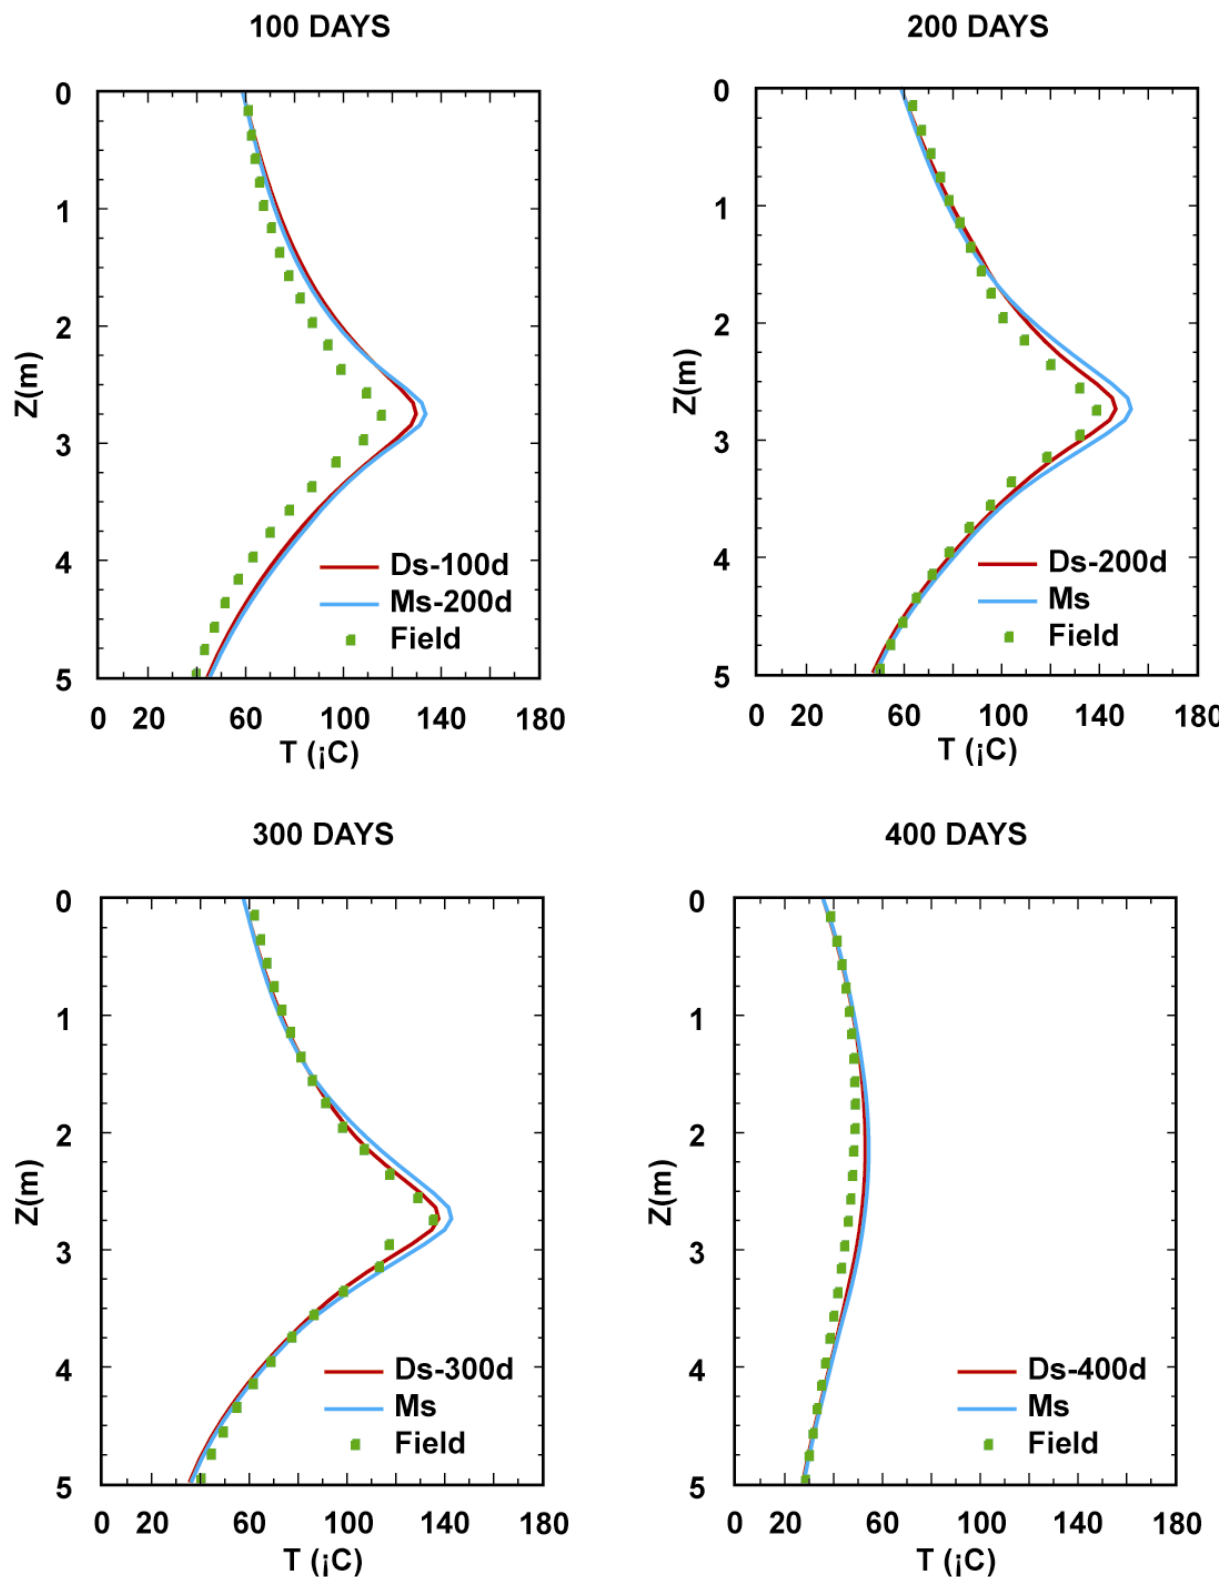 100 DAYS
0
1
2
3
4
5
Z(m)
Ds-100d
Ms-200d
Field
0 20 60 100 140 180
T (¡C)
200 DAYS
0
1
2
3
4
5
Z(m)
Ds-200d
Ms
Field
0 20 60 100 140 180
T (¡C)
300 DAYS
0
1
2
3
4
5
Z(m)
Ds-300d
Ms
Field
0 20 60 100 140 180
T (¡C)
400 DAYS
0
1
2
3
4
5
Z(m)
Ds-400d
Ms
Field
0 20 60 100 140 180
T (¡C)